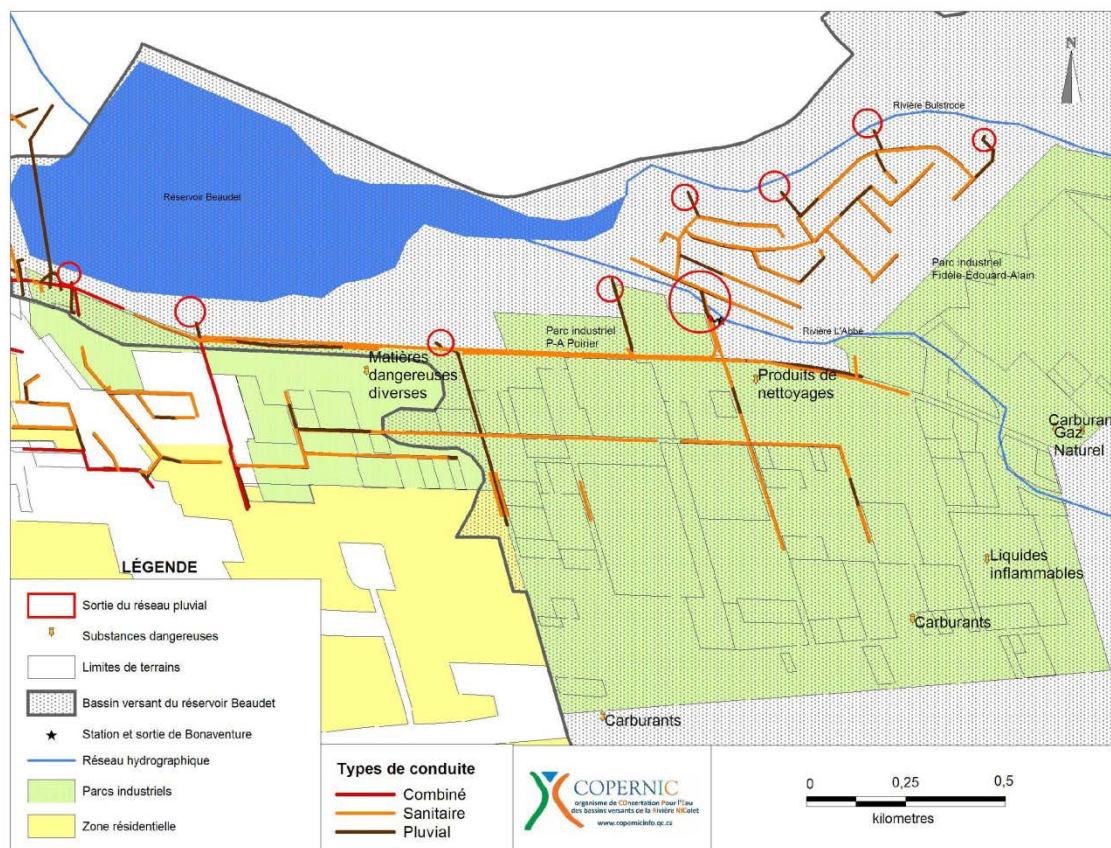 N
Rivière Bulstrode
Réservoir Beaudet
Parc industriel
Fidèle-Édouard-Alain
Parc industriel
P-A Poirier
Rivière L'Abbe
Matières
dangereuses
diverses
Produits de
nettoyages
Carburan
Gaz
Naturel
Liquides
inflammables
Carburants
Carburants
LÉGENDE
Sortie du réseau pluvial
Substances dangereuses
Limites de terrains
Bassin versant du réservoir Beaudet
Station et sortie de Bonaventure
Réseau hydrographique
Parcs industriels
Zone résidentielle
Types de conduite
Combiné
Sanitaire
Pluvial
COPERNIC
organisme de COncertation Pour l'Eau
des bassins versants de la Rivière NIColet
www.copernicinfo.qc.ca
0 0,25 0,5
kilometres